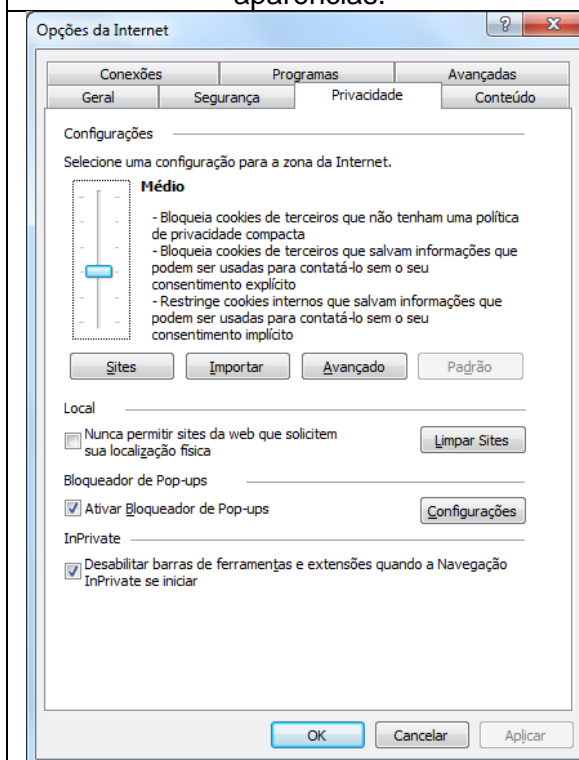 aparências.
Opções da Internet
Conexões Programas Avançadas
Geral Segurança Privacidade Conteúdo
Configurações
Selecione uma configuração para a zona da Internet.
Médio
- Bloqueia cookies de terceiros que não tenham uma política
de privacidade compacta
- Bloqueia cookies de terceiros que salvam informações que
podem ser usadas para contatá-lo sem o seu
consentimento explícito
- Restringe cookies internos que salvam informações que
podem ser usadas para contatá-lo sem o seu
consentimento implícito
Sites Importar Avançado Padrão
Local
Nunca permitir sites da web que solicitem
sua localização física
Limpar Sites
Bloqueador de Pop-ups
Ativar Bloqueador de Pop-ups Configurações
InPrivate
Desabilitar barras de ferramentas e extensões quando a Navegação
InPrivate se iniciar
OK Cancelar Aplicar